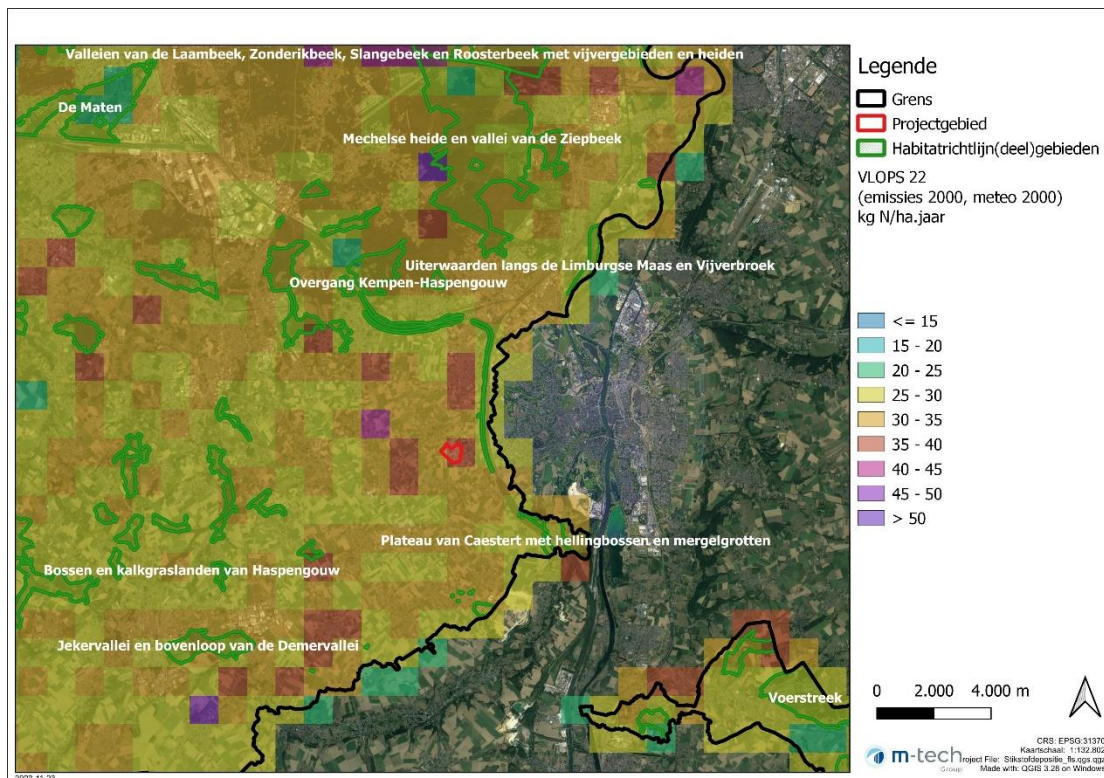 Valleien van de Laambeek, Zonderikbeek, Slangebeek en Roosterbeek met vijvergebieden en heiden
De Maten
Mechelse heide en vallei van de Ziepbeek
Uiterwaarden langs de Limburgse Maas en Vijverbroek
Overgang Kempen-Haspengouw
Plateau van Caestert met hellingbossen en mergelgrotten
Bossen en kalkgraslanden van Haspengouw
Jekervallei en bovenloop van de Demervallei
Voerstreek
Legende
Grens
Projectgebied
Habitatrichtlijn(deel)gebieden
VLOPS 22
(emissies 2000, meteo 2000)
kg N/ha.jaar
<= 15
15 - 20
20 - 25
25 - 30
30 - 35
35 - 40
40 - 45
45 - 50
> 50
0 2.000 4.000 m
m-tech
Group
CRS: EPSG:31370
Kaartschaal: 1:132.802
Project File: Stikstofdepositie_fls.qgs.qgz
Made with: QGIS 3.28 on Windows
2023-11-23